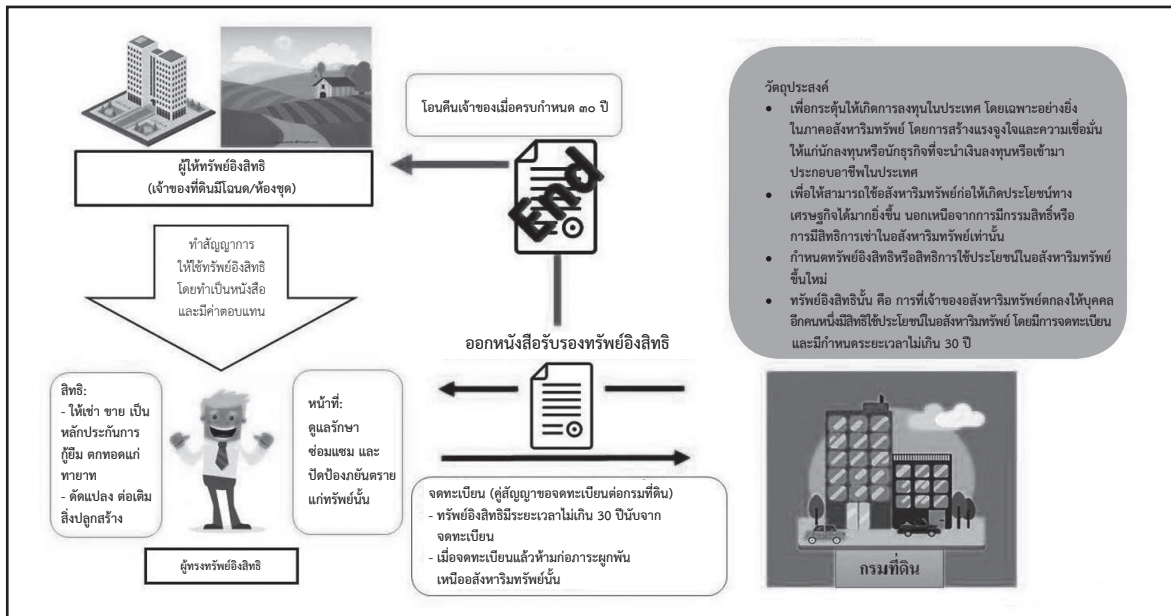 โอนคืนเจ้าของเมื่อครบกำหนด ๓๐ ปี
End
ผู้ให้ทรัพย์อิงสิทธิ
(เจ้าของที่ดินมีโฉนด/ห้องชุด)
ทำสัญญาการ
ให้ใช้ทรัพย์อิงสิทธิ
โดยทำเป็นหนังสือ
และมีค่าตอบแทน
วัตถุประสงค์
• เพื่อกระตุ้นให้เกิดการลงทุนในประเทศ โดยเฉพาะอย่างยิ่ง
ในภาคอสังหาริมทรัพย์ โดยการสร้างแรงจูงใจและความเชื่อมั่น
ให้แก่นักลงทุนหรือนักธุรกิจที่จะนำเงินลงทุนหรือเข้ามา
ประกอบอาชีพในประเทศ
• เพื่อให้สามารถใช้อสังหาริมทรัพย์ก่อให้เกิดประโยชน์ทาง
เศรษฐกิจได้มากยิ่งขึ้น นอกเหนือจากการมีกรรมสิทธิ์หรือ
การมีสิทธิการเช่าในอสังหาริมทรัพย์เท่านั้น
• กำหนดทรัพย์อิงสิทธิหรือสิทธิการใช้ประโยชน์ในอสังหาริมทรัพย์
ขึ้นใหม่
• ทรัพย์อิงสิทธินั้น คือ การที่เจ้าของอสังหาริมทรัพย์ตกลงให้บุคคล
อีกคนหนึ่งมีสิทธิใช้ประโยชน์ในอสังหาริมทรัพย์ โดยมีการจดทะเบียน
และมีกำหนดระยะเวลาไม่เกิน 30 ปี
ออกหนังสือรับรองทรัพย์อิงสิทธิ
สิทธิ:
- ให้เช่า ขาย เป็น
หลักประกันการ
กู้ยืม ตกทอดแก่
ทายาท
- ดัดแปลง ต่อเติม
สิ่งปลูกสร้าง
หน้าที่:
ดูแลรักษา
ซ่อมแซม และ
ปัดป้องภยันตราย
แก่ทรัพย์นั้น
ผู้ทรงทรัพย์อิงสิทธิ
จดทะเบียน (คู่สัญญาขอจดทะเบียนต่อกรมที่ดิน)
- ทรัพย์อิงสิทธิมีระยะเวลาไม่เกิน 30 ปีนับจาก
จดทะเบียน
- เมื่อจดทะเบียนแล้วห้ามก่อภาระผูกพัน
เหนืออสังหาริมทรัพย์นั้น
กรมที่ดิน